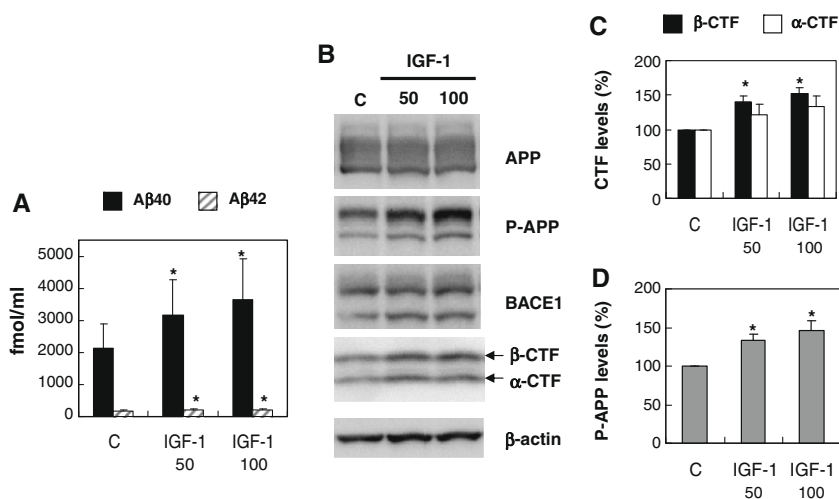 A
Aβ40 Aβ42
fmol/ml
6000
5000
4000
3000
2000
1000
0
* *
* *
C IGF-1 IGF-1
50 100
B
IGF-1
C 50 100
APP
P-APP
BACE1
β-CTF
α-CTF
β-actin
C
β-CTF α-CTF
CTF levels (%)
200
150
100
50
0
* *
C IGF-1 IGF-1
50 100
D
P-APP levels (%)
200
150
100
50
0
* *
C IGF-1 IGF-1
50 100